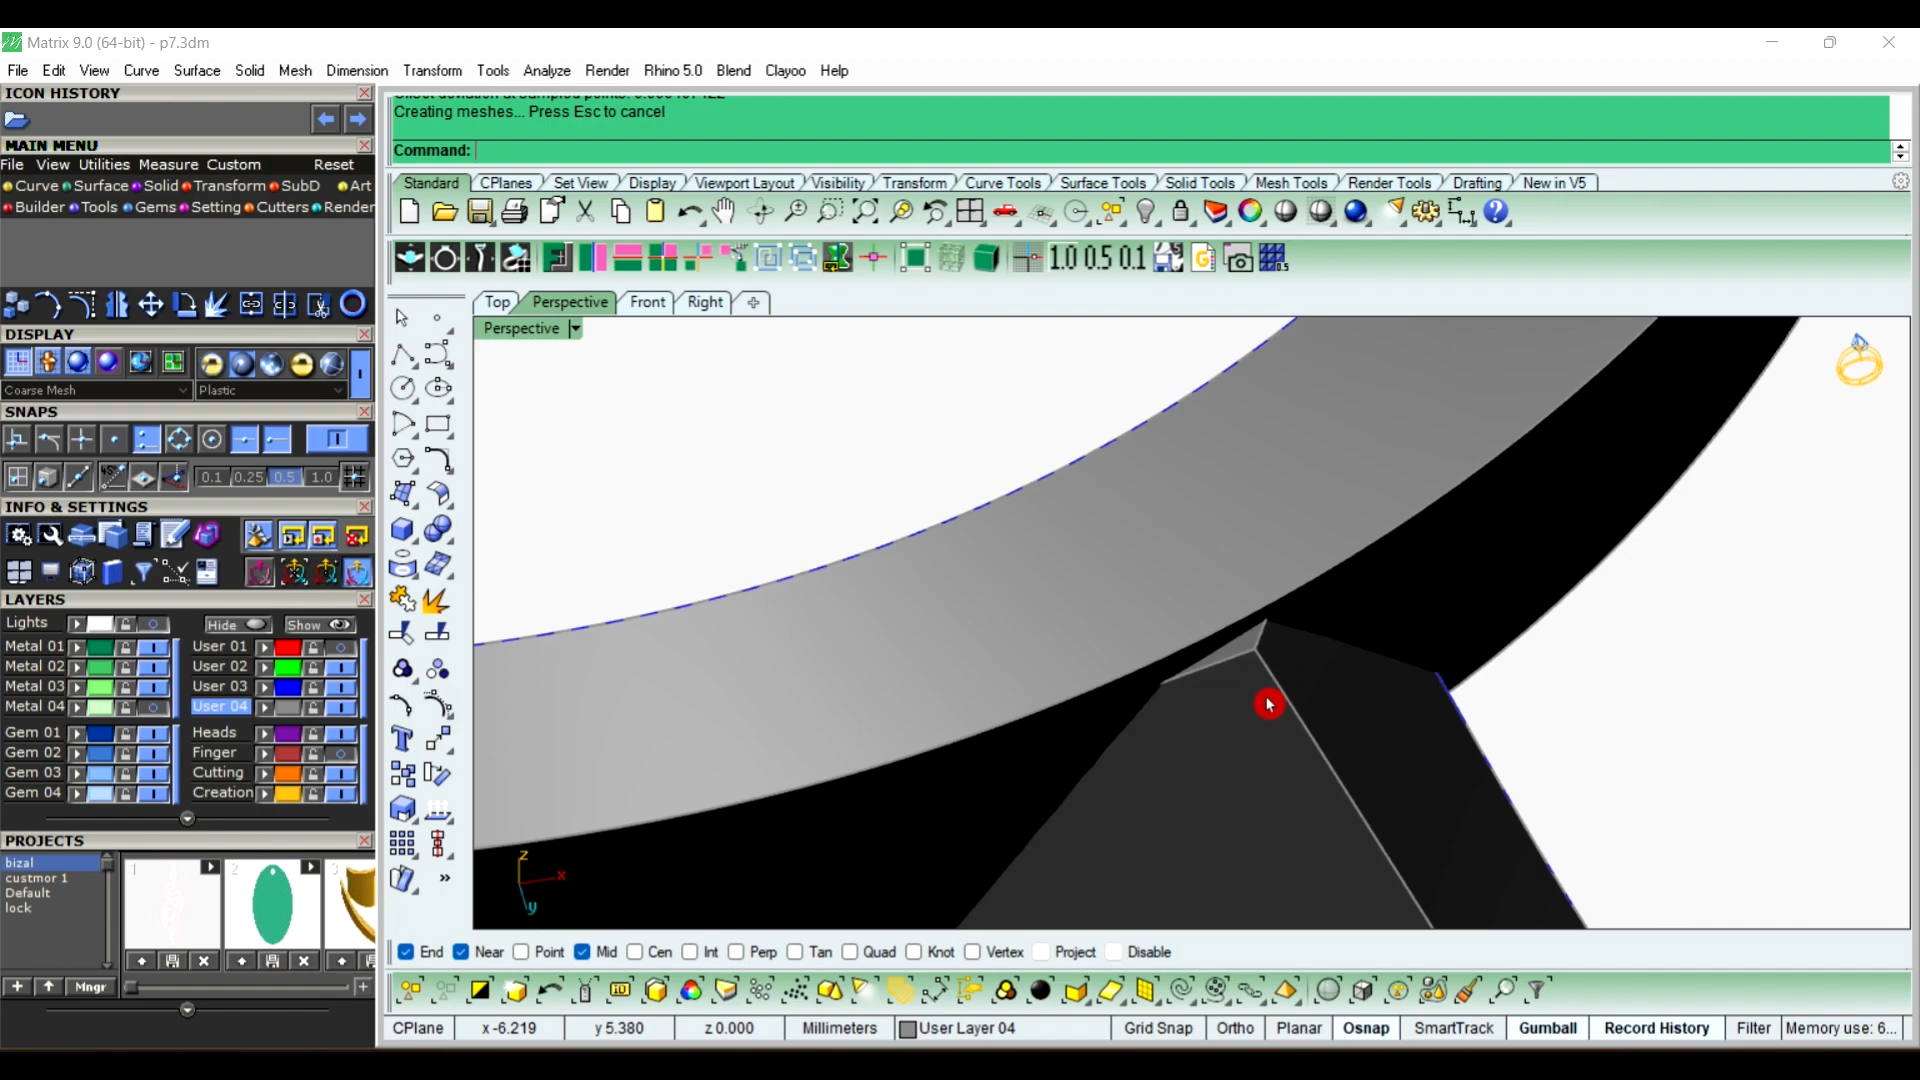 Matrix 9.0 (64-bit) - p7.3dm
File Edit View Curve Surface Solid Mesh Dimension Transform Tools Analyze Render Rhino 5.0 Blend Clayoo Help
ICON HISTORY
Creating meshes... Press Esc to cancel
Command:
MAIN MENU
File View Utilities Measure Custom Reset
Curve Surface Solid Transform SubD Art
Builder Tools Gems Setting Cutters Render
Standard CPlanes Set View Display Viewport Layout Visibility Transform Curve Tools Surface Tools Solid Tools Mesh Tools Render Tools Drafting New in V5
1.0 0.5 0.1
Top Perspective Front Right
Perspective
DISPLAY
Coarse Mesh Plastic
SNAPS
0.1 0.25 0.5 1.0
INFO & SETTINGS
LAYERS
Lights Hide Show
Metal 01 User 01
Metal 02 User 02
Metal 03 User 03
Metal 04 User 04
Gem 01 Heads
Gem 02 Finger
Gem 03 Cutting
Gem 04 Creation
PROJECTS
bizal
custmor 1
Default
lock
1 2 3
Mngr
z
x
y
End Near Point Mid Cen Int Perp Tan Quad Knot Vertex Project Disable
CPlane x -6.219 y 5.380 z 0.000 Millimeters User Layer 04 Grid Snap Ortho Planar Osnap SmartTrack Gumball Record History Filter Memory use: 6...